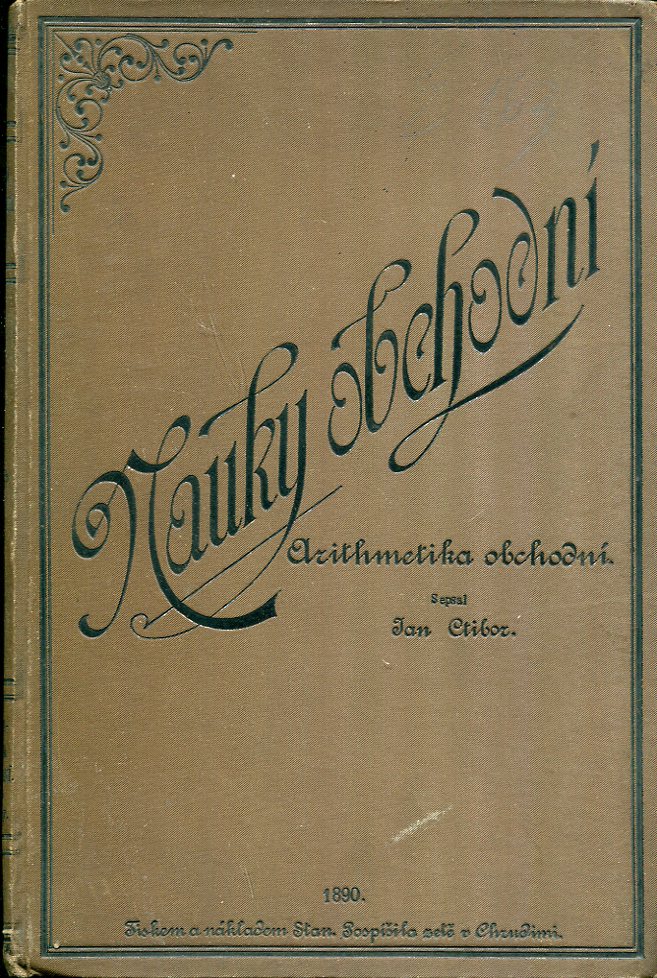 Nauky obchodní
Arithmetika obchodní.
Sepsal
Jan Ctibor.
1890.
Tiskem a nákladem Stan. Pospíšila zetě v Chrudimi.